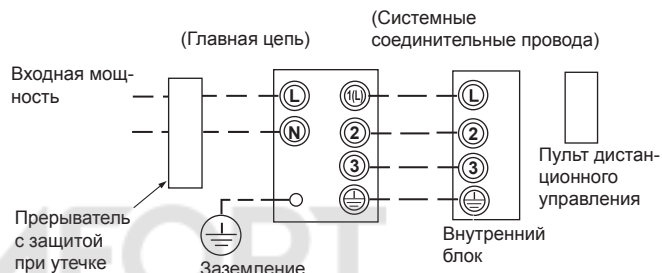 (Главная цепь)
(Системные
соединительные провода)
Входная мощ-
ность
L
N
1(L)
2
3
L
2
3
Пульт дистан-
ционного
управления
Прерыватель
с защитой
при утечке
Заземление
Внутренний
блок